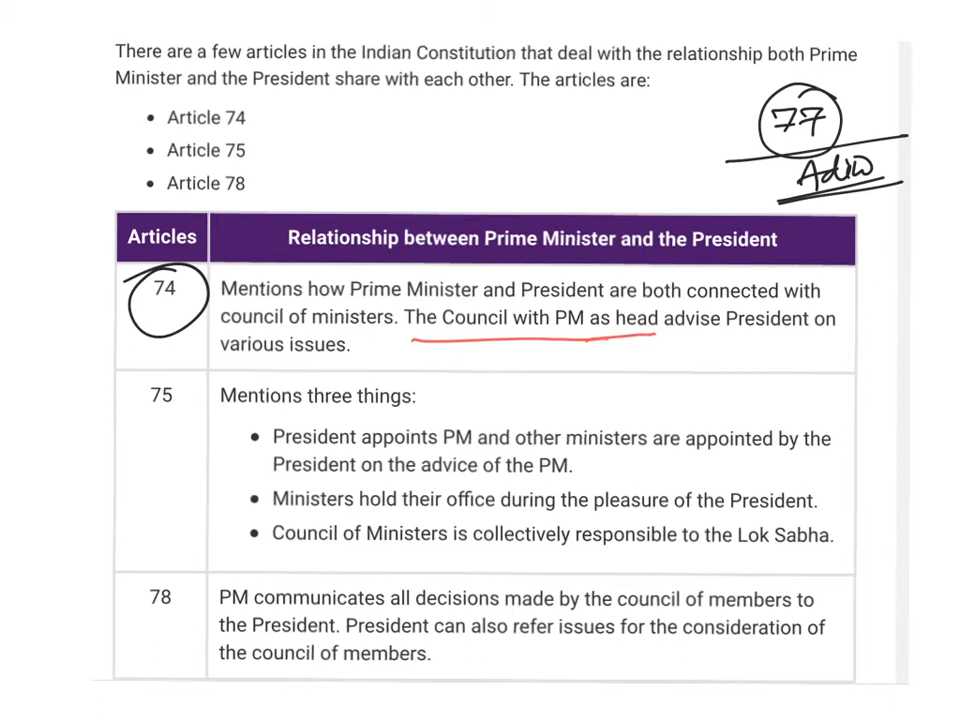 There are a few articles in the Indian Constitution that deal with the relationship both Prime
Minister and the President share with each other. The articles are:
• Article 74
• Article 75
• Article 78
77
Articles
Relationship between Prime Minister and the President
74
Mentions how Prime Minister and President are both connected with
council of ministers. The Council with PM as head advise President on
various issues.
75
Mentions three things:
• President appoints PM and other ministers are appointed by the
President on the advice of the PM.
• Ministers hold their office during the pleasure of the President.
• Council of Ministers is collectively responsible to the Lok Sabha.
78
PM communicates all decisions made by the council of members to
the President. President can also refer issues for the consideration of
the council of members.